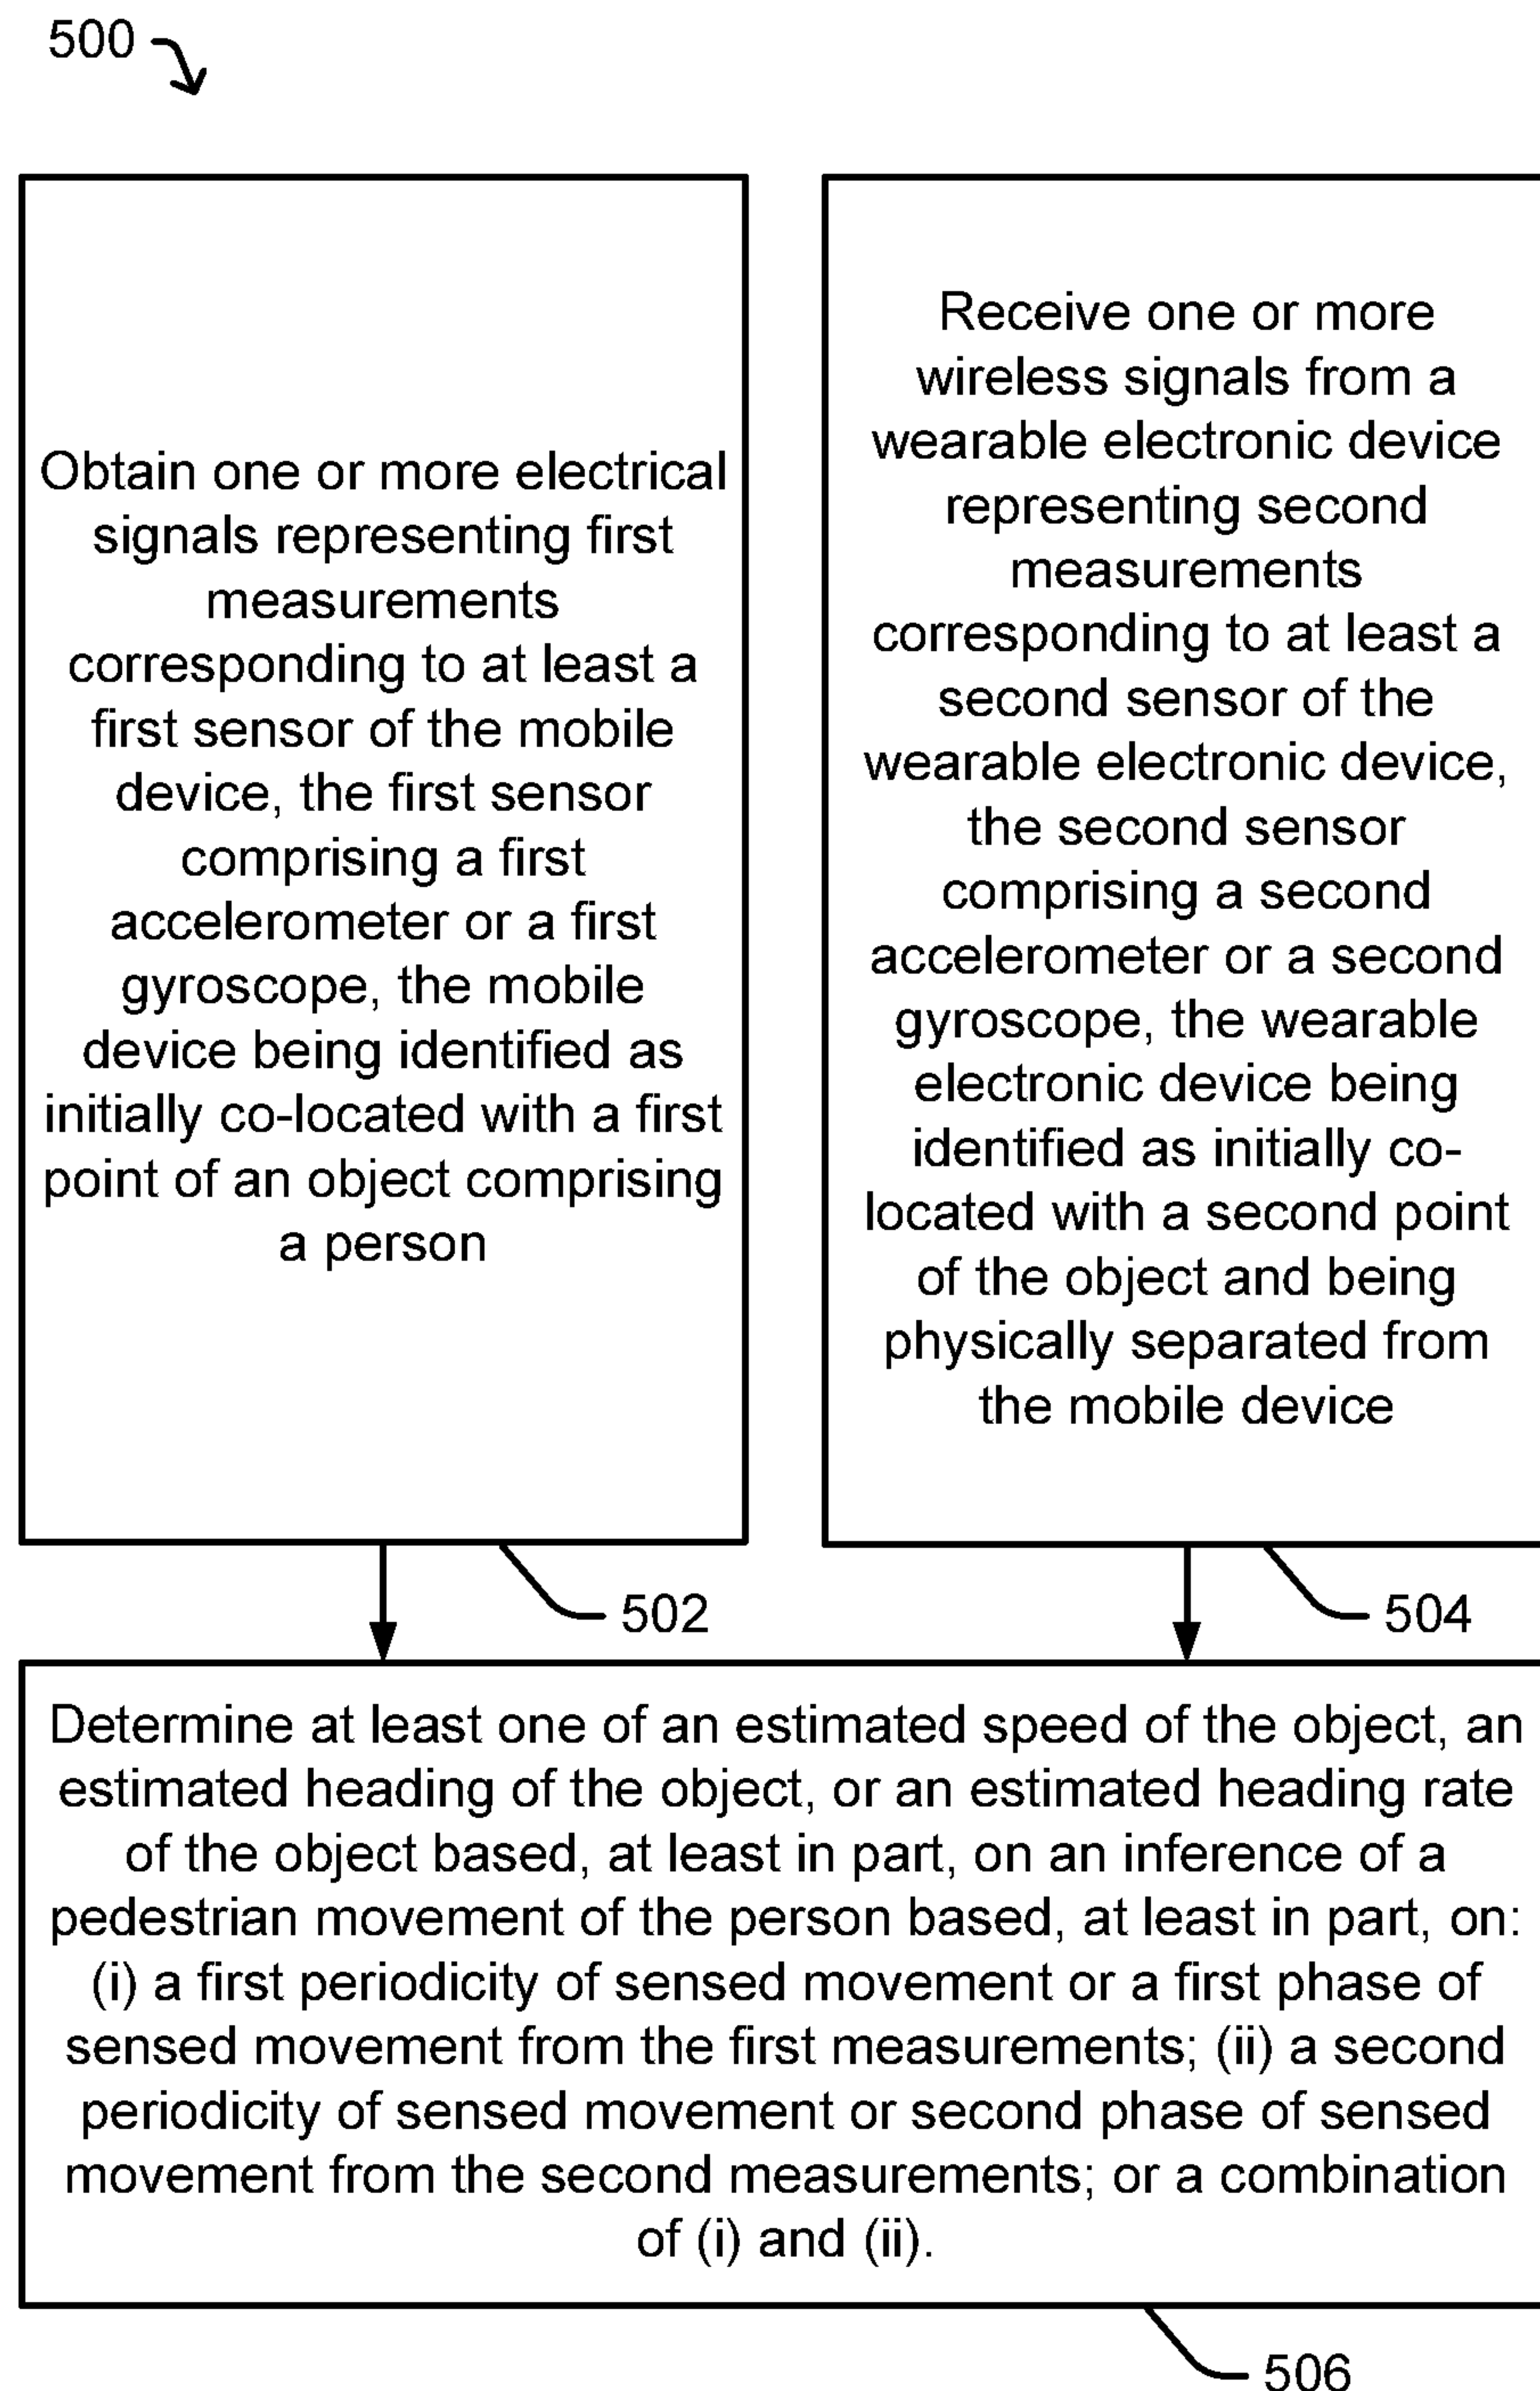 500
Obtain one or more electrical
signals representing first
measurements
corresponding to at least a
first sensor of the mobile
device, the first sensor
comprising a first
accelerometer or a first
gyroscope, the mobile
device being identified as
initially co-located with a first
point of an object comprising
a person
502
Receive one or more
wireless signals from a
wearable electronic device
representing second
measurements
corresponding to at least a
second sensor of the
wearable electronic device,
the second sensor
comprising a second
accelerometer or a second
gyroscope, the wearable
electronic device being
identified as initially co-
located with a second point
of the object and being
physically separated from
the mobile device
504
Determine at least one of an estimated speed of the object, an
estimated heading of the object, or an estimated heading rate
of the object based, at least in part, on an inference of a
pedestrian movement of the person based, at least in part, on:
(i) a first periodicity of sensed movement or a first phase of
sensed movement from the first measurements; (ii) a second
periodicity of sensed movement or second phase of sensed
movement from the second measurements; or a combination
of (i) and (ii).
506